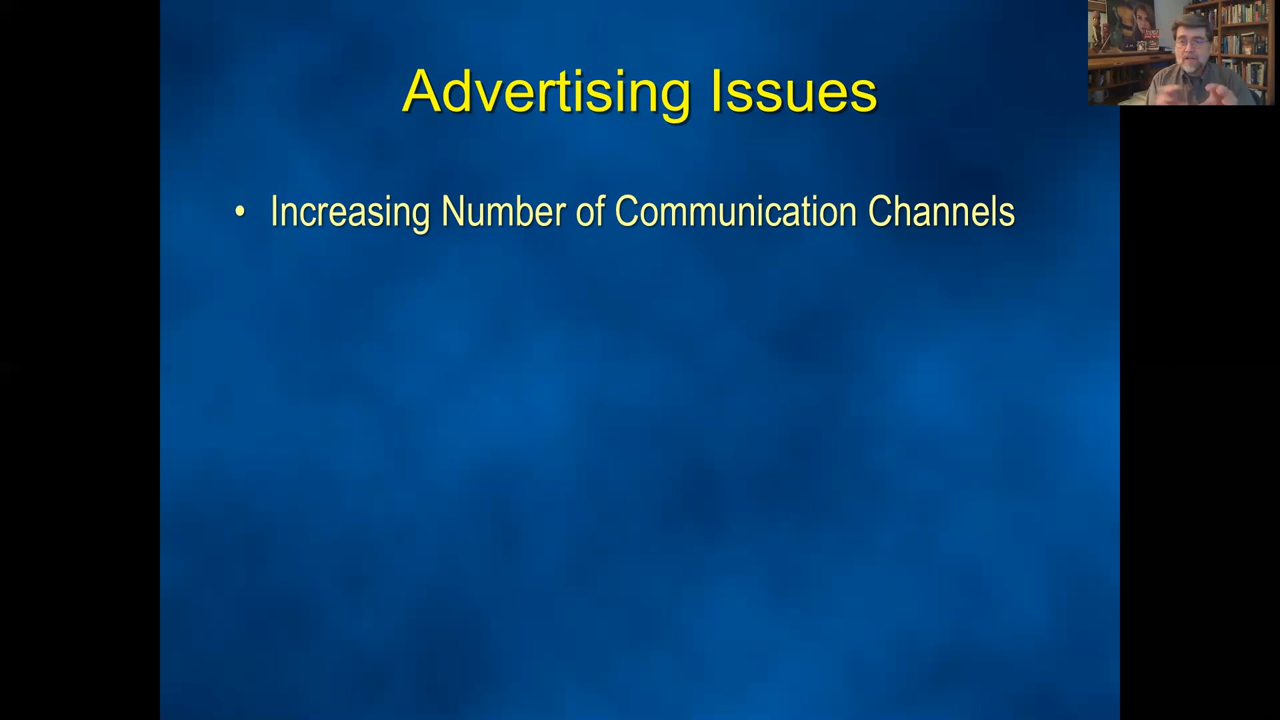 Advertising Issues
• Increasing Number of Communication Channels